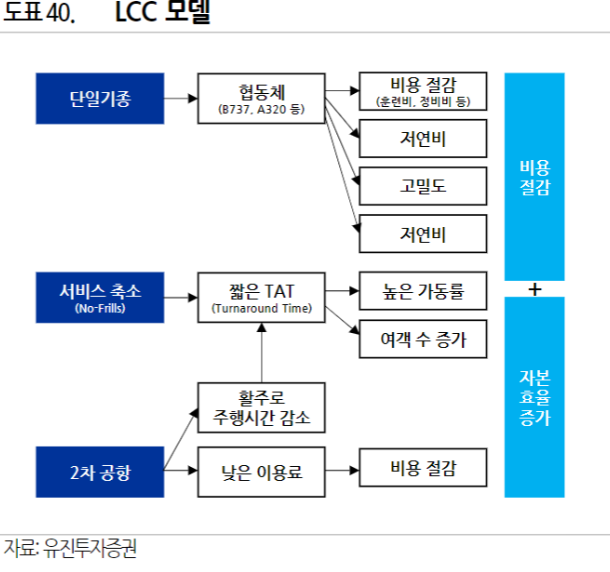 도표 40. LCC 모델
단일기종
협동체
(B737, A320 등)
비용 절감
(훈련비, 정비비 등)
저연비
고밀도
저연비
비용
절감
서비스 축소
(No-Frills)
짧은 TAT
(Turnaround Time)
높은 가동률
여객 수 증가
+
자본
효율
증가
활주로
주행시간 감소
2차 공항
낮은 이용료
비용 절감
자료: 유진투자증권